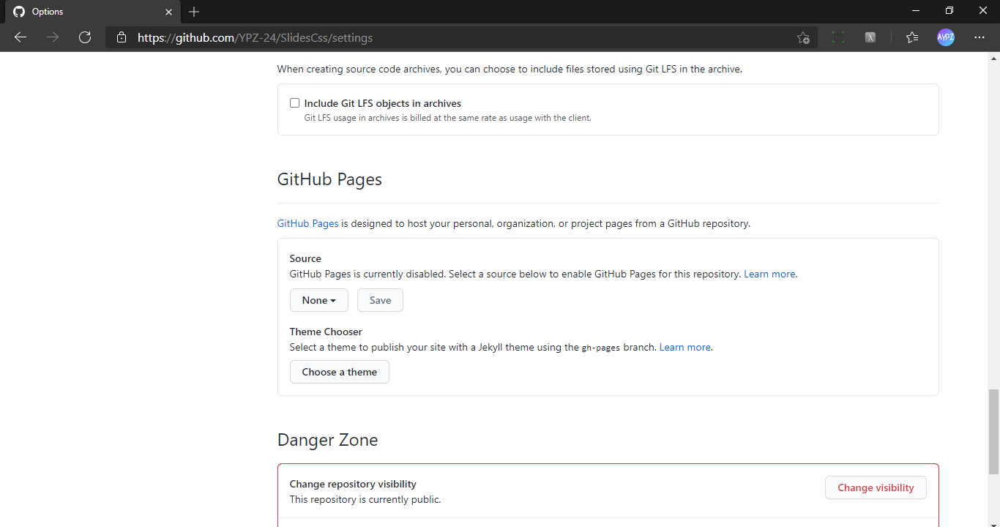 Options
https://github.com/YPZ-24/SlidesCss/settings
AYPZ
When creating source code archives, you can choose to include files stored using Git LFS in the archive.
Include Git LFS objects in archives
Git LFS usage in archives is billed at the same rate as usage with the client.
GitHub Pages
GitHub Pages is designed to host your personal, organization, or project pages from a GitHub repository.
Source
GitHub Pages is currently disabled. Select a source below to enable GitHub Pages for this repository. Learn more.
None Save
Theme Chooser
Select a theme to publish your site with a Jekyll theme using the gh-pages branch. Learn more.
Choose a theme
Danger Zone
Change repository visibility
Change visibility
This repository is currently public.